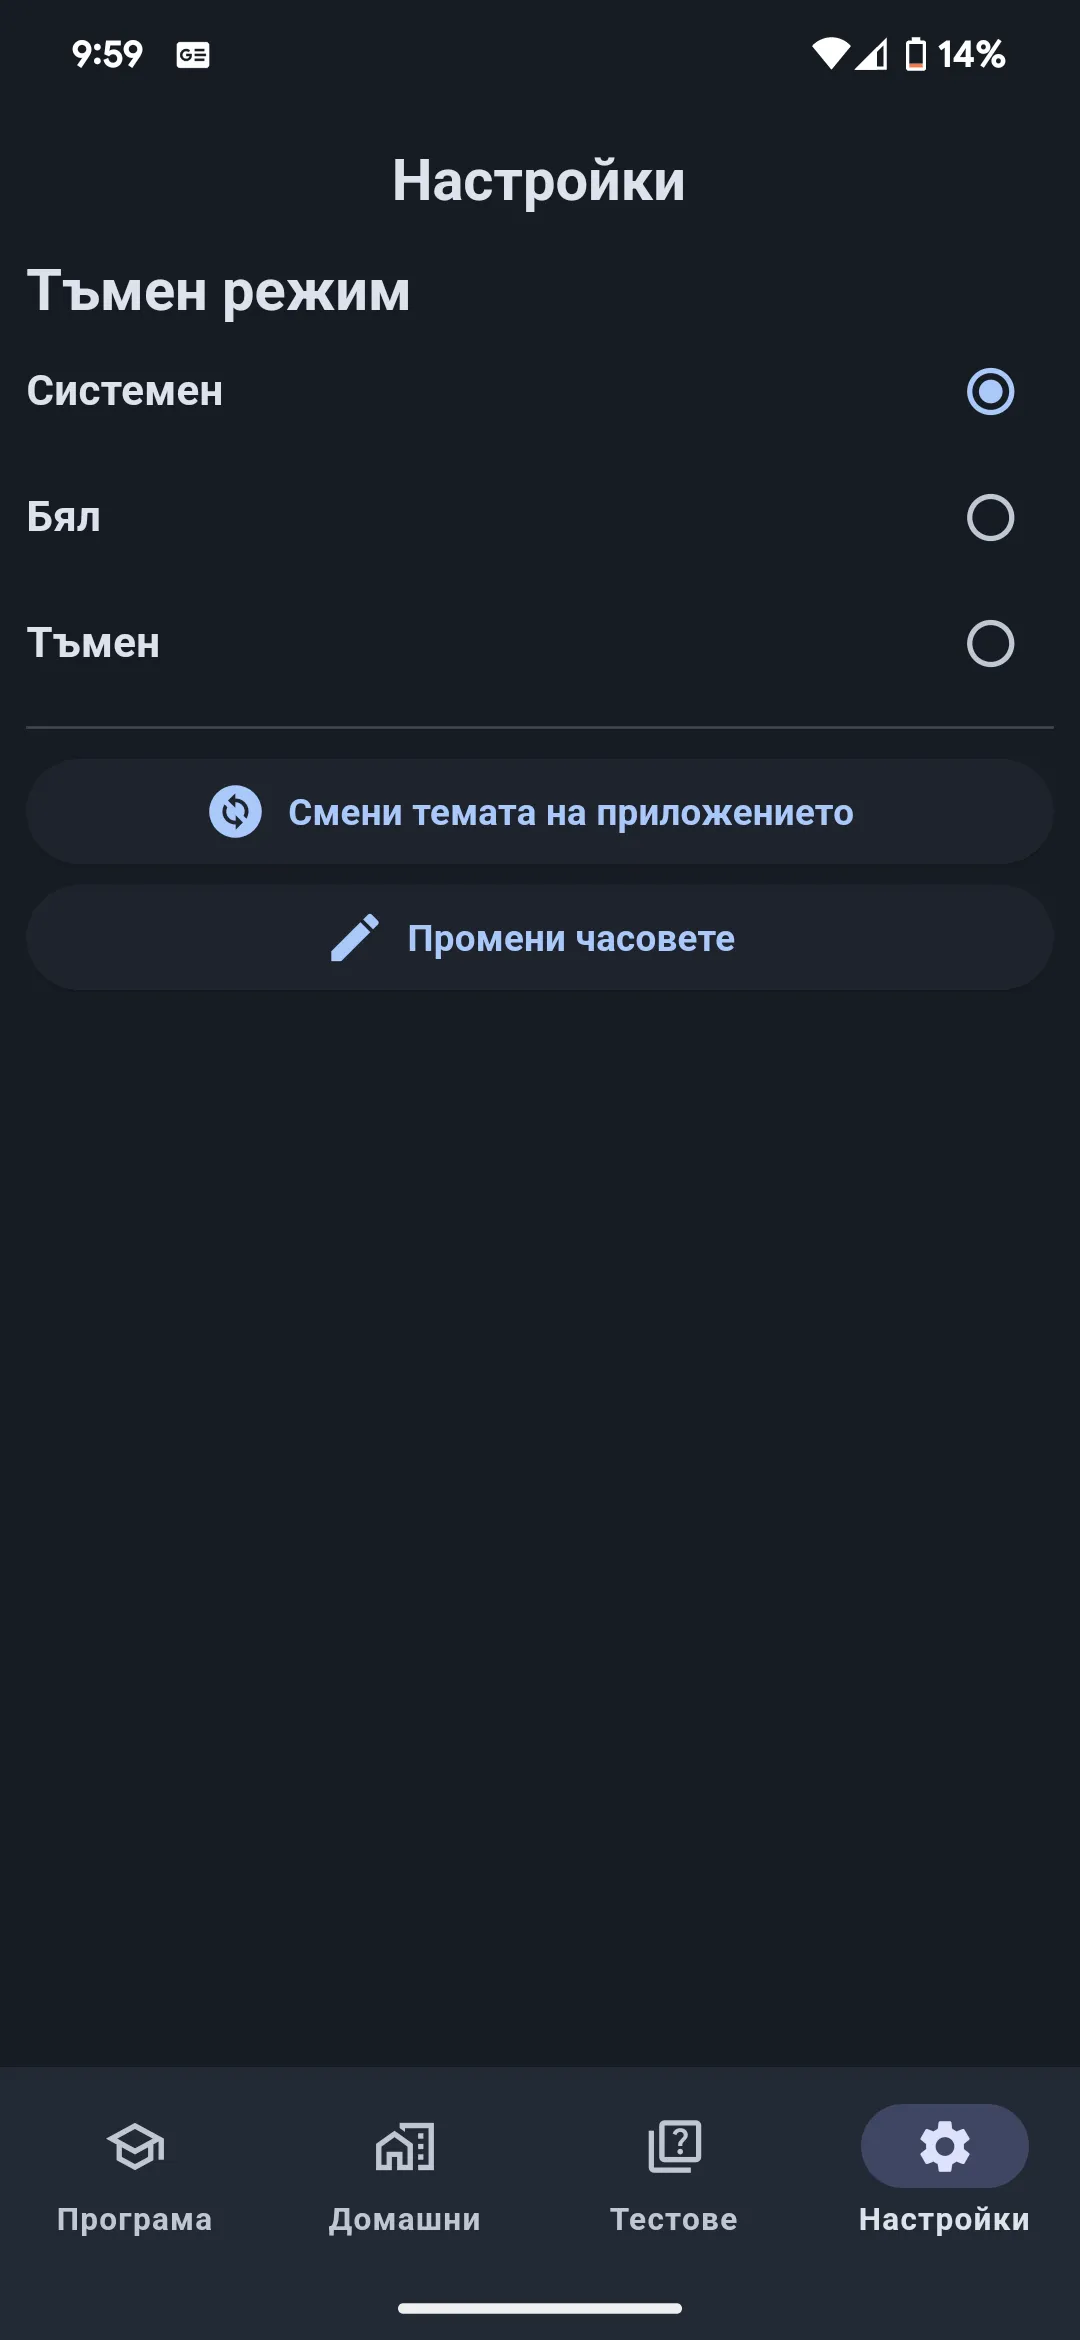 9:59
14%
Настройки
Тъмен режим
Системен
Бял
Тъмен
Смени темата на приложението
Промени часовете
Програма
Домашни
Тестове
Настройки